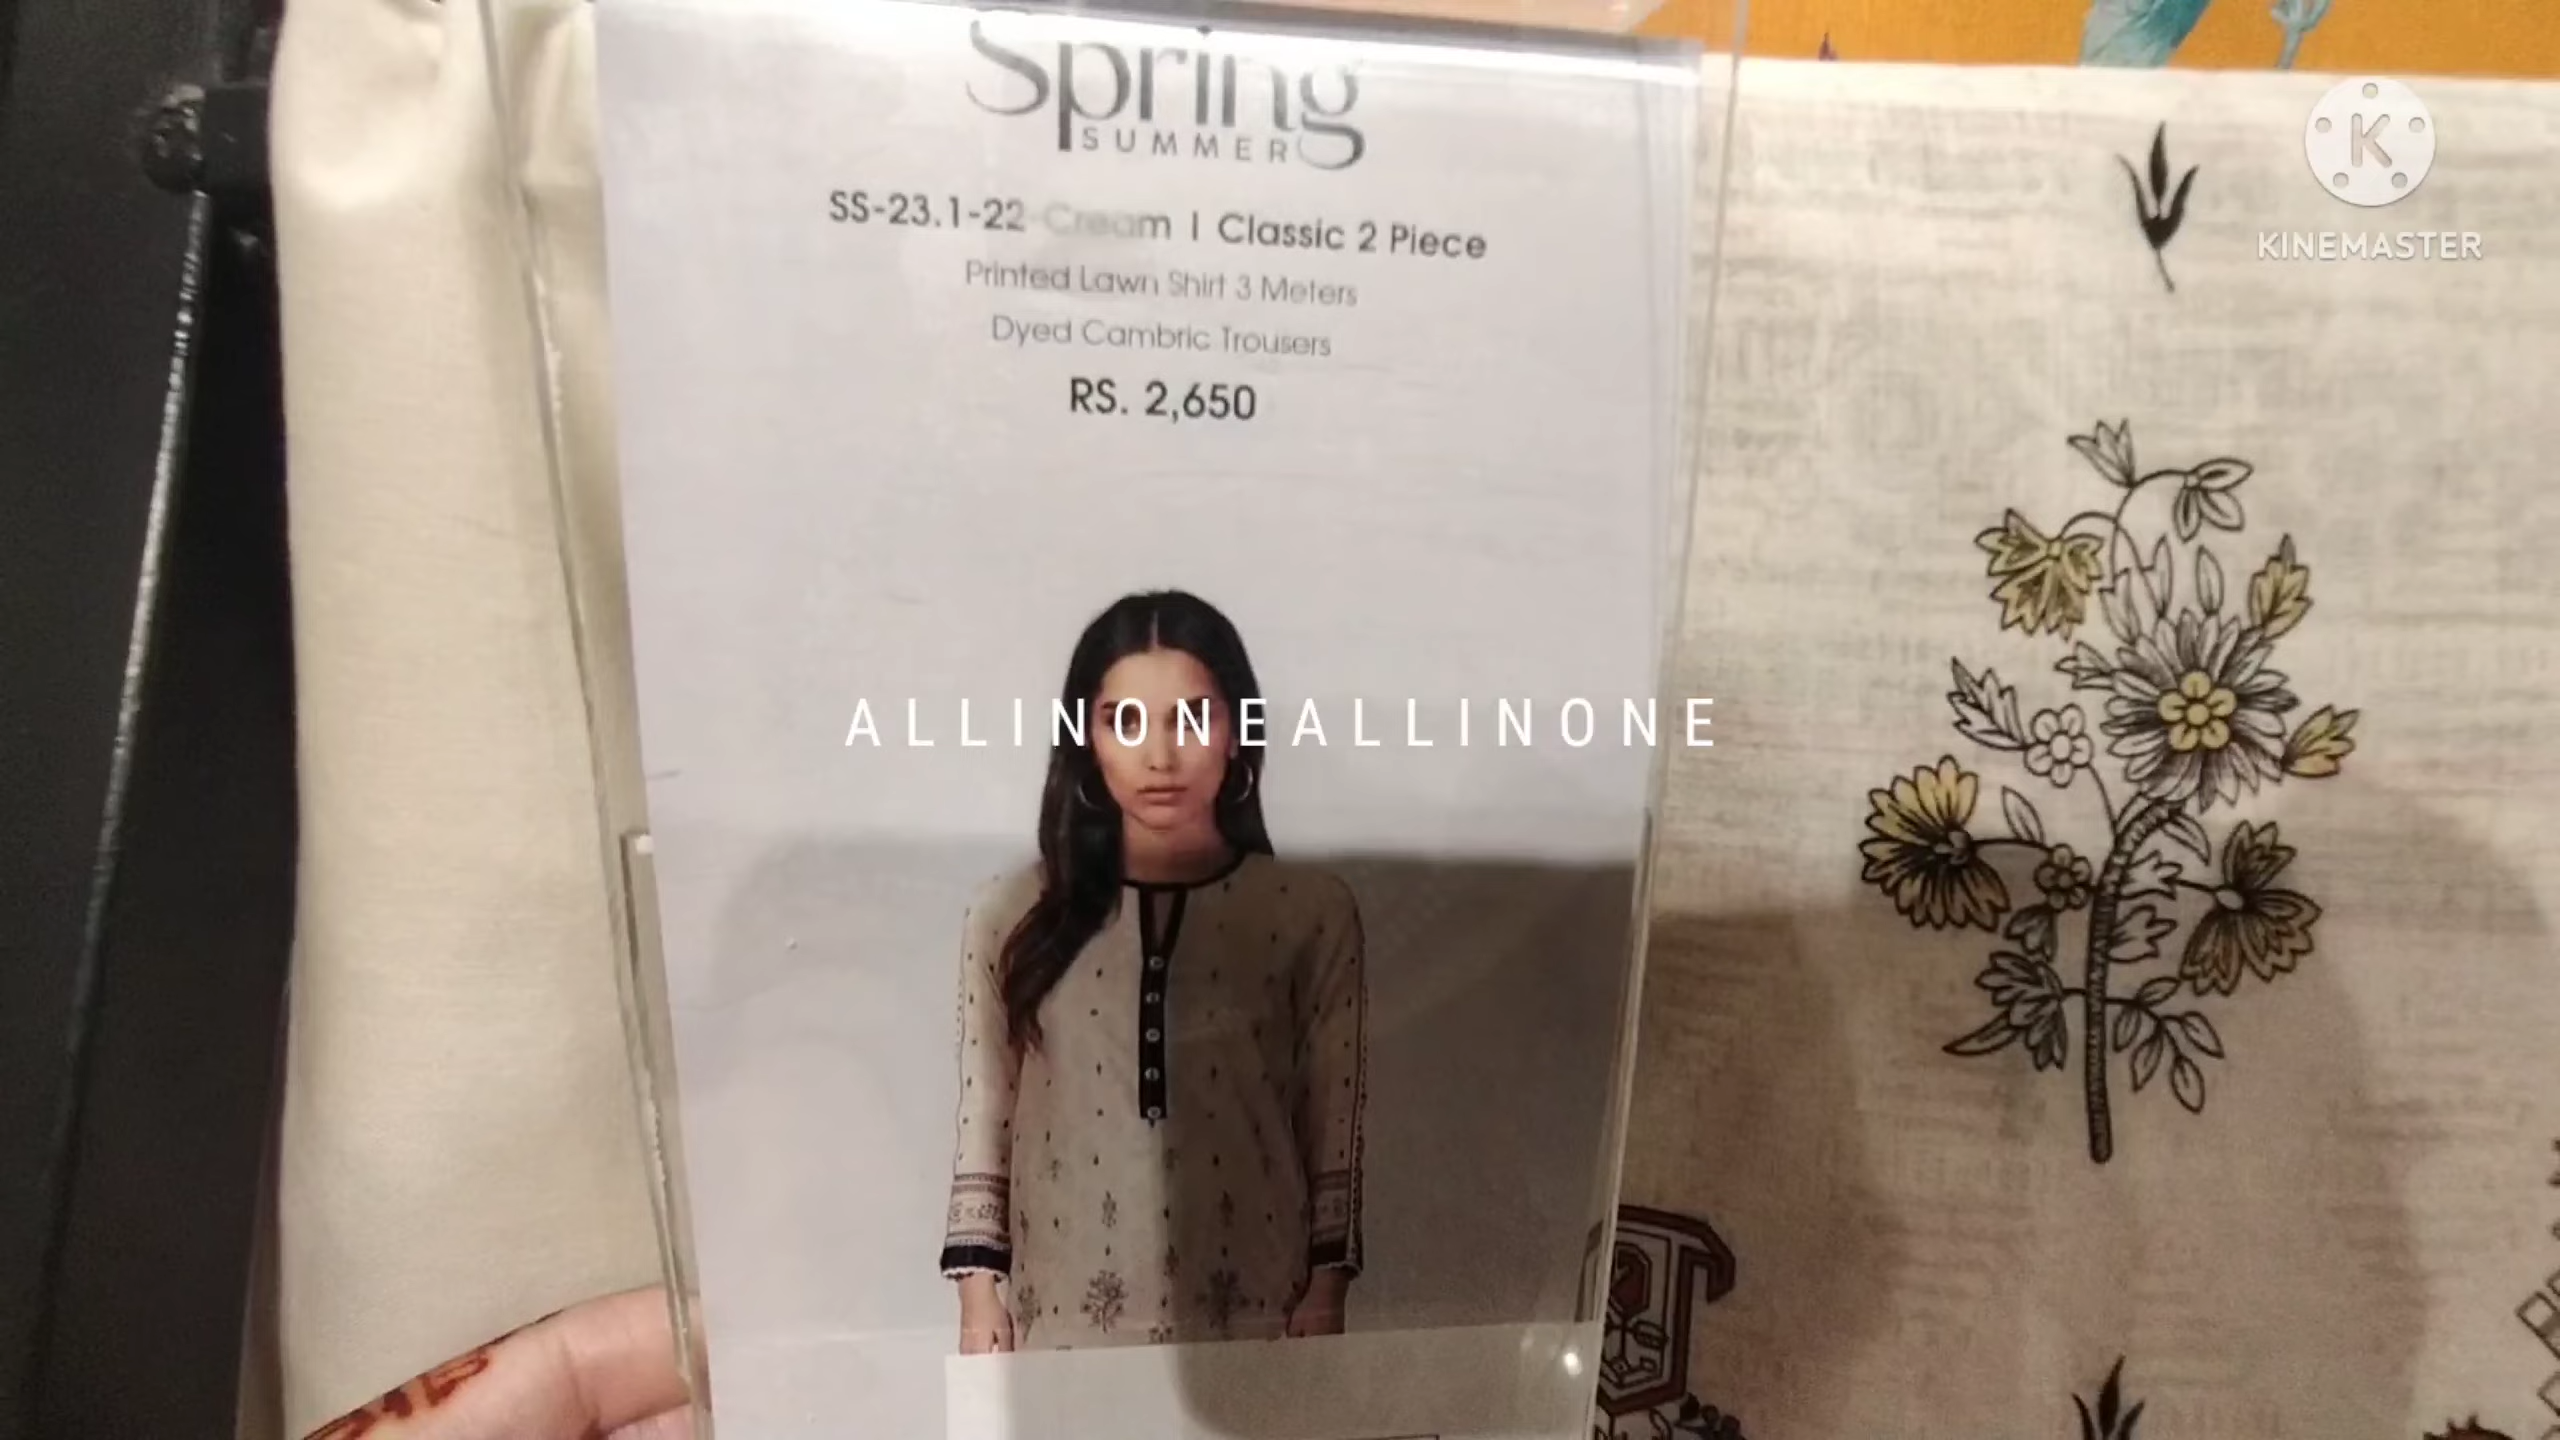 Spring
SUMMER
SS-23.1-22-Cream | Classic 2 Piece
Printed Lawn Shirt 3 Meters
Dyed Cambric Trousers
RS. 2,650
ALLINONEALLINONE
K
KINEMASTER